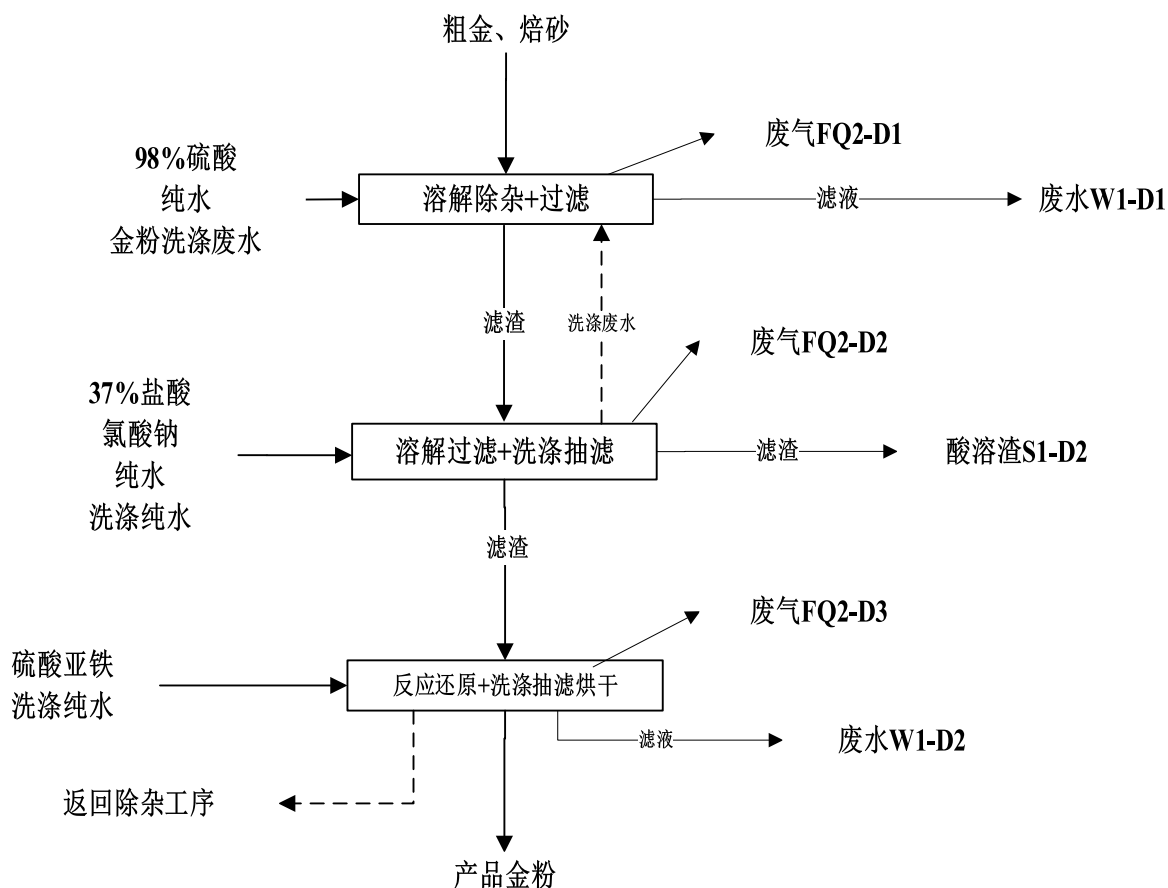 粗金、焙砂
废气FQ2-D1
98%硫酸
纯水
金粉洗涤废水
溶解除杂+过滤
滤液
废水W1-D1
滤渣
洗涤废水
废气FQ2-D2
37%盐酸
氯酸钠
纯水
洗涤纯水
溶解过滤+洗涤抽滤
滤渣
酸溶渣S1-D2
滤渣
废气FQ2-D3
硫酸亚铁
洗涤纯水
反应还原+洗涤抽滤烘干
滤液
废水W1-D2
返回除杂工序
产品金粉